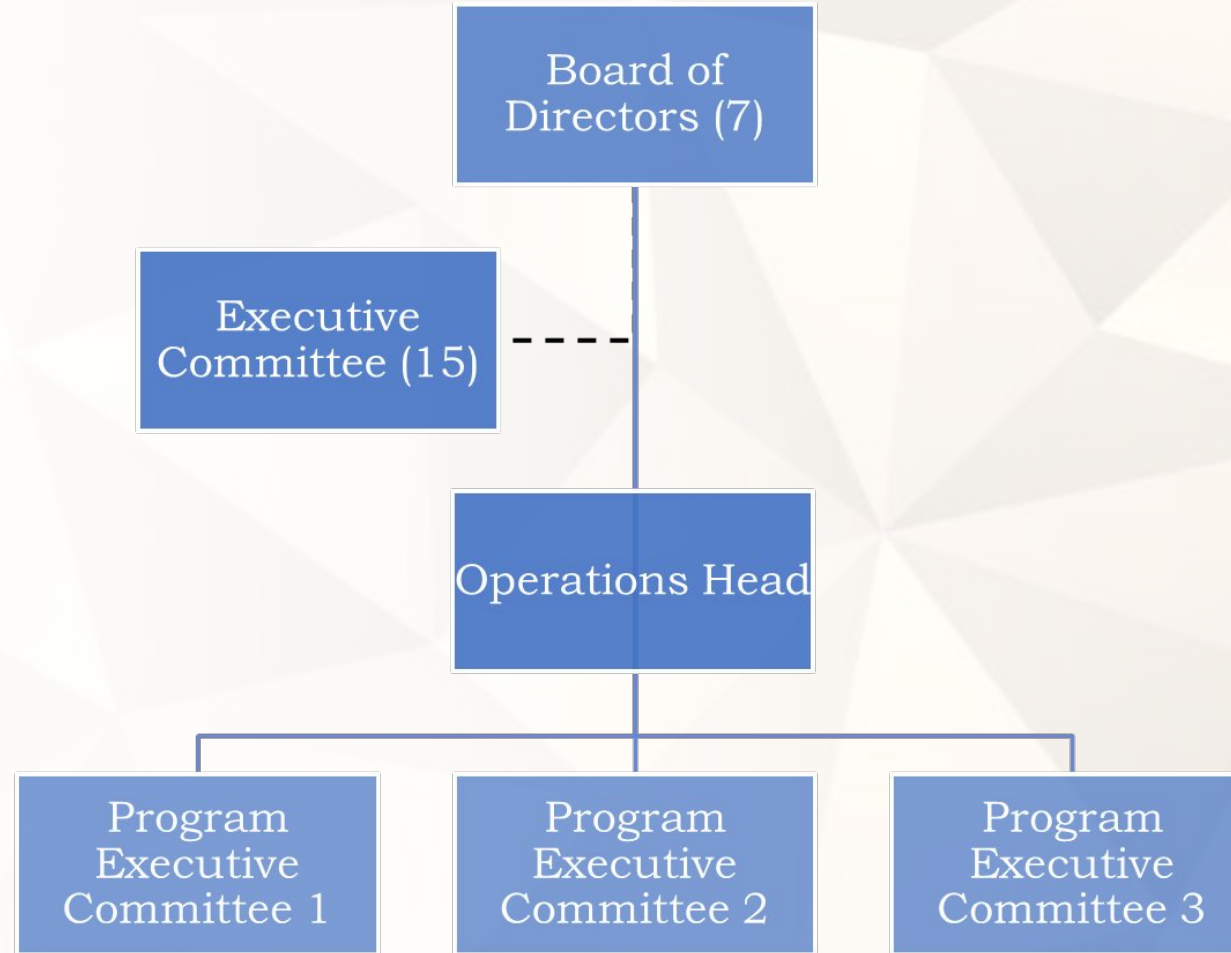 Board of
Directors (7)
Executive
Committee (15)
Operations Head
Program
Executive
Committee 1
Program
Executive
Committee 2
Program
Executive
Committee 3